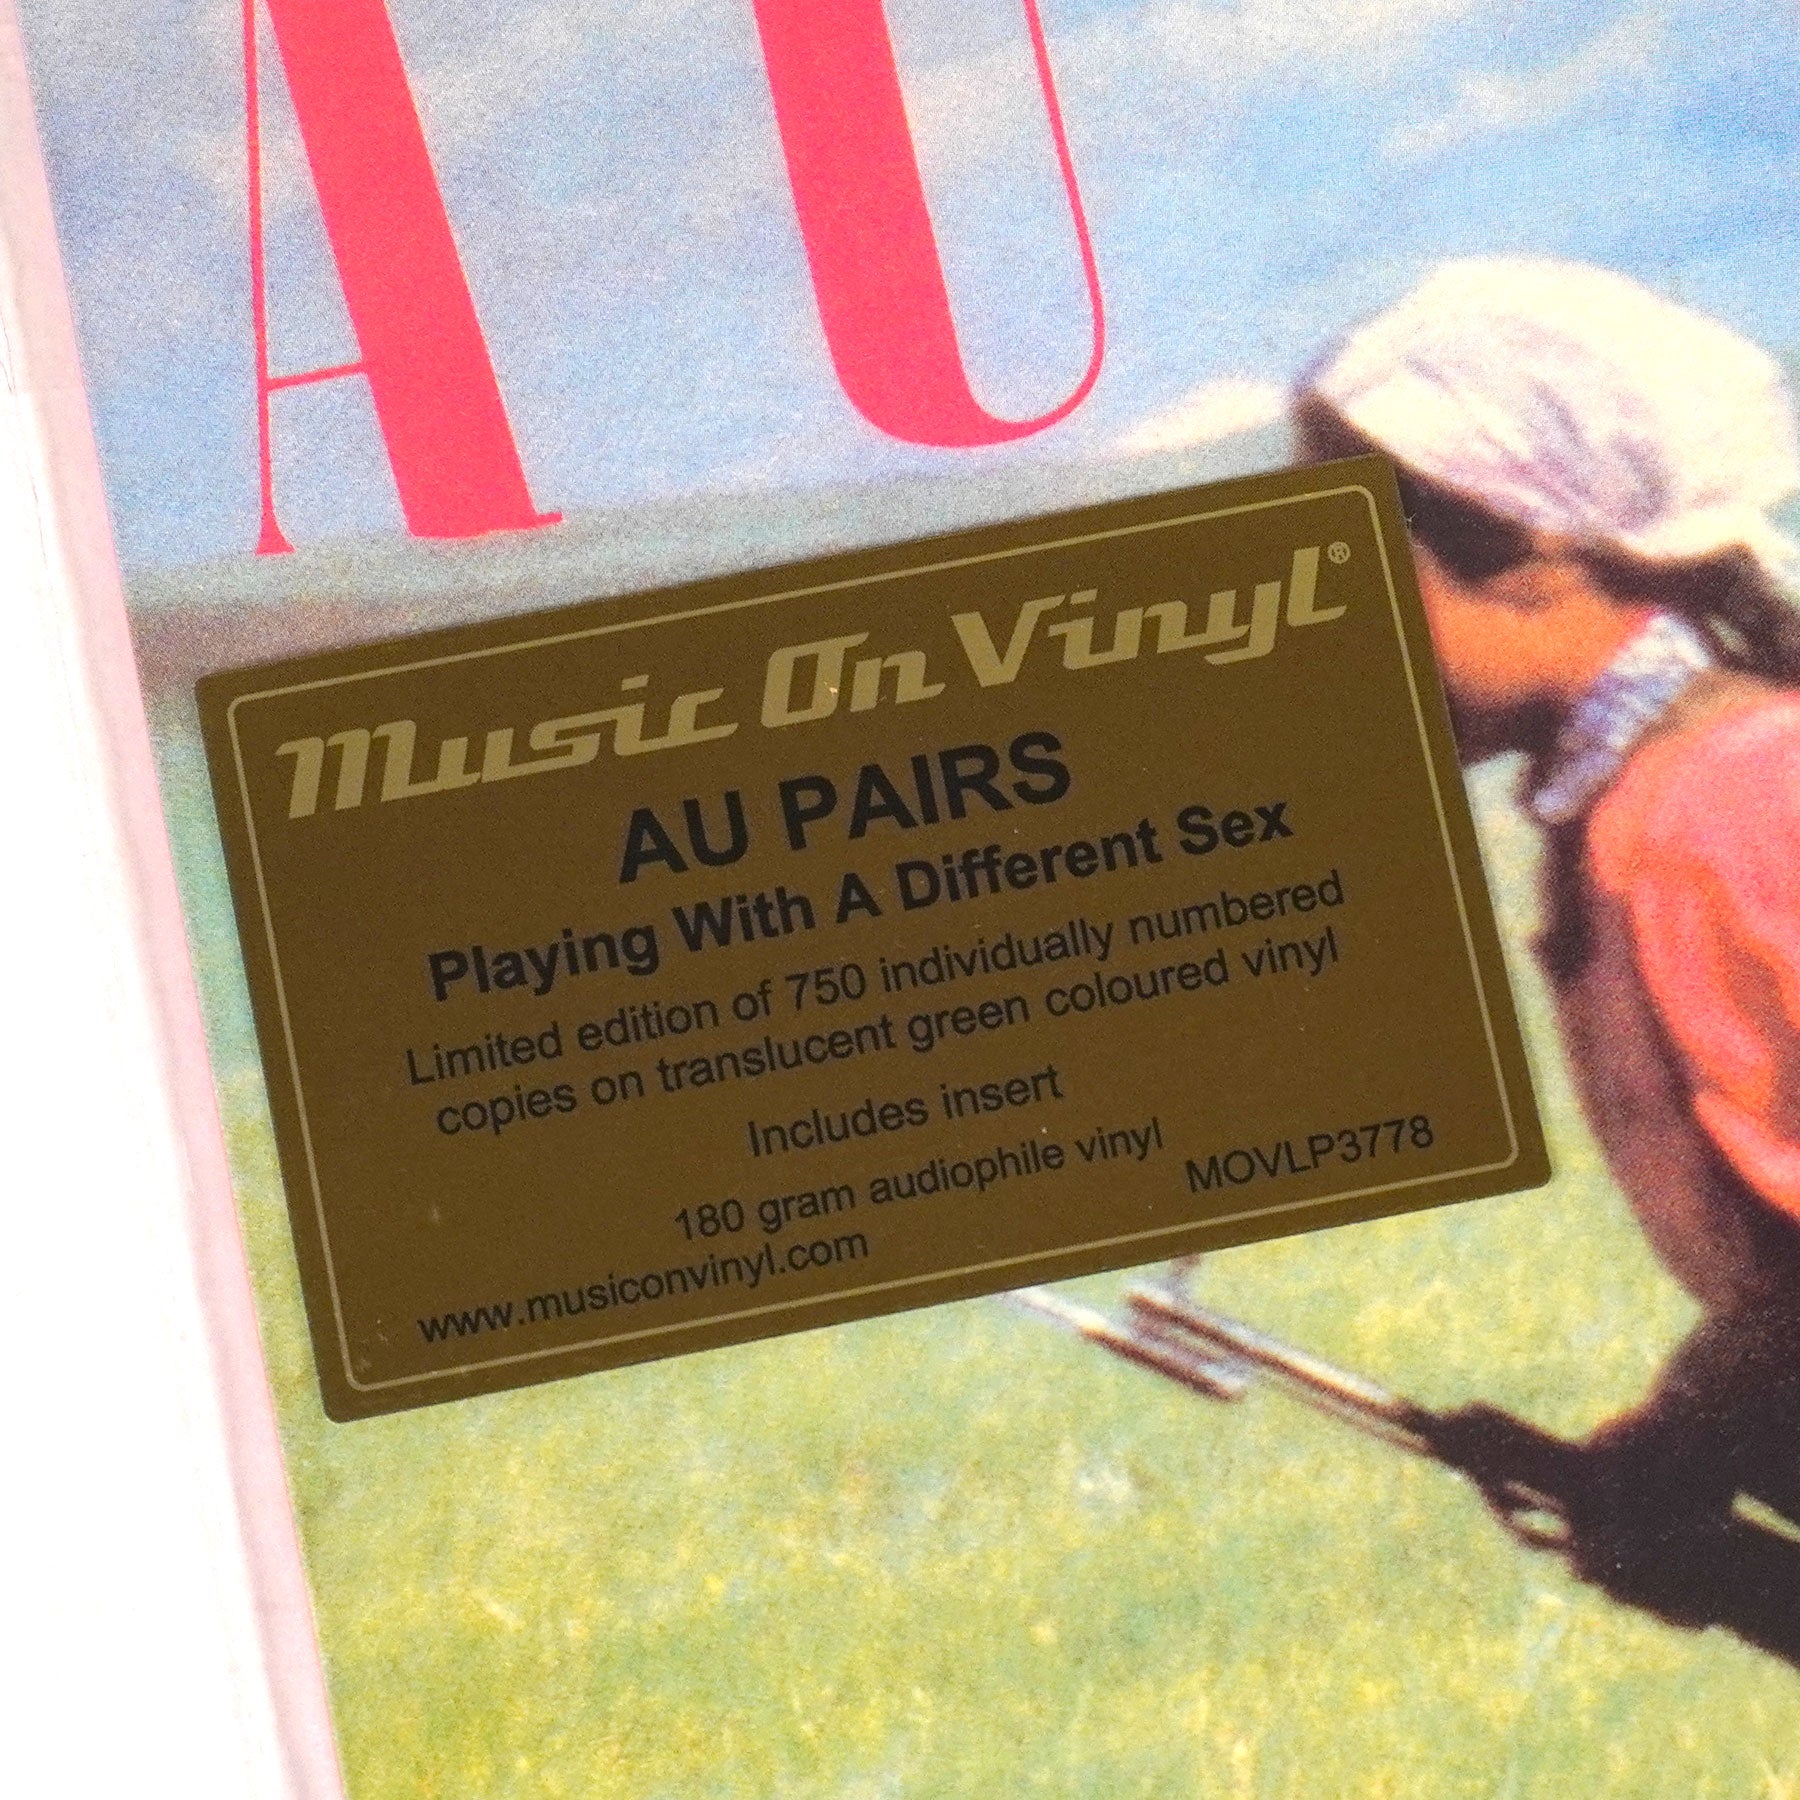 AU
Music On Vinyl®
AU PAIRS
Playing With A Different Sex
Limited edition of 750 individually numbered
copies on translucent green coloured vinyl
Includes insert
180 gram audiophile vinyl
www.musiconvinyl.com MOVLP3778